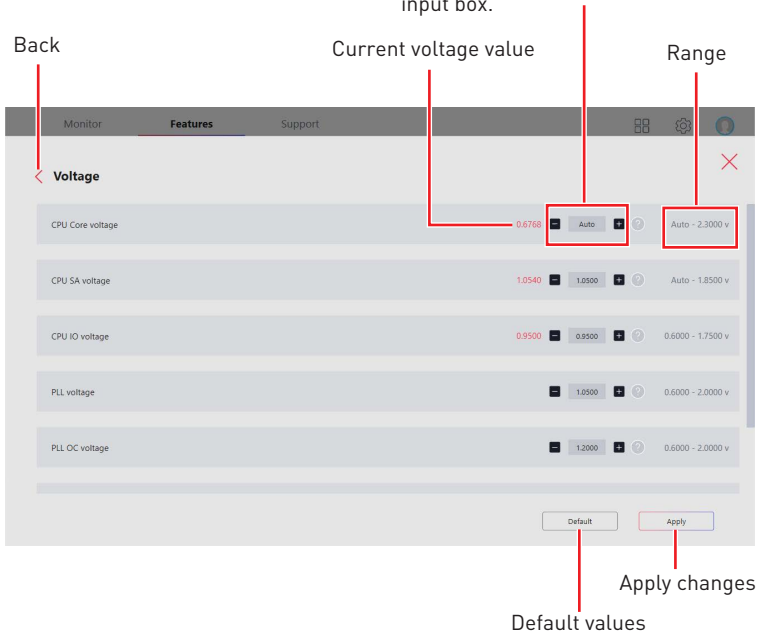 input box.
Back
Current voltage value
Range
Monitor
Features
Support
Voltage
CPU Core voltage 0.6768 Auto ? Auto - 2.3000 v
CPU SA voltage 1.0540 1.0500 ? Auto - 1.8500 v
CPU IO voltage 0.9500 0.9500 ? 0.6000 - 1.7500 v
PLL voltage 1.0500 ? 0.6000 - 2.0000 v
PLL OC voltage 1.2000 ? 0.6000 - 2.0000 v
Default
Apply
Apply changes
Default values